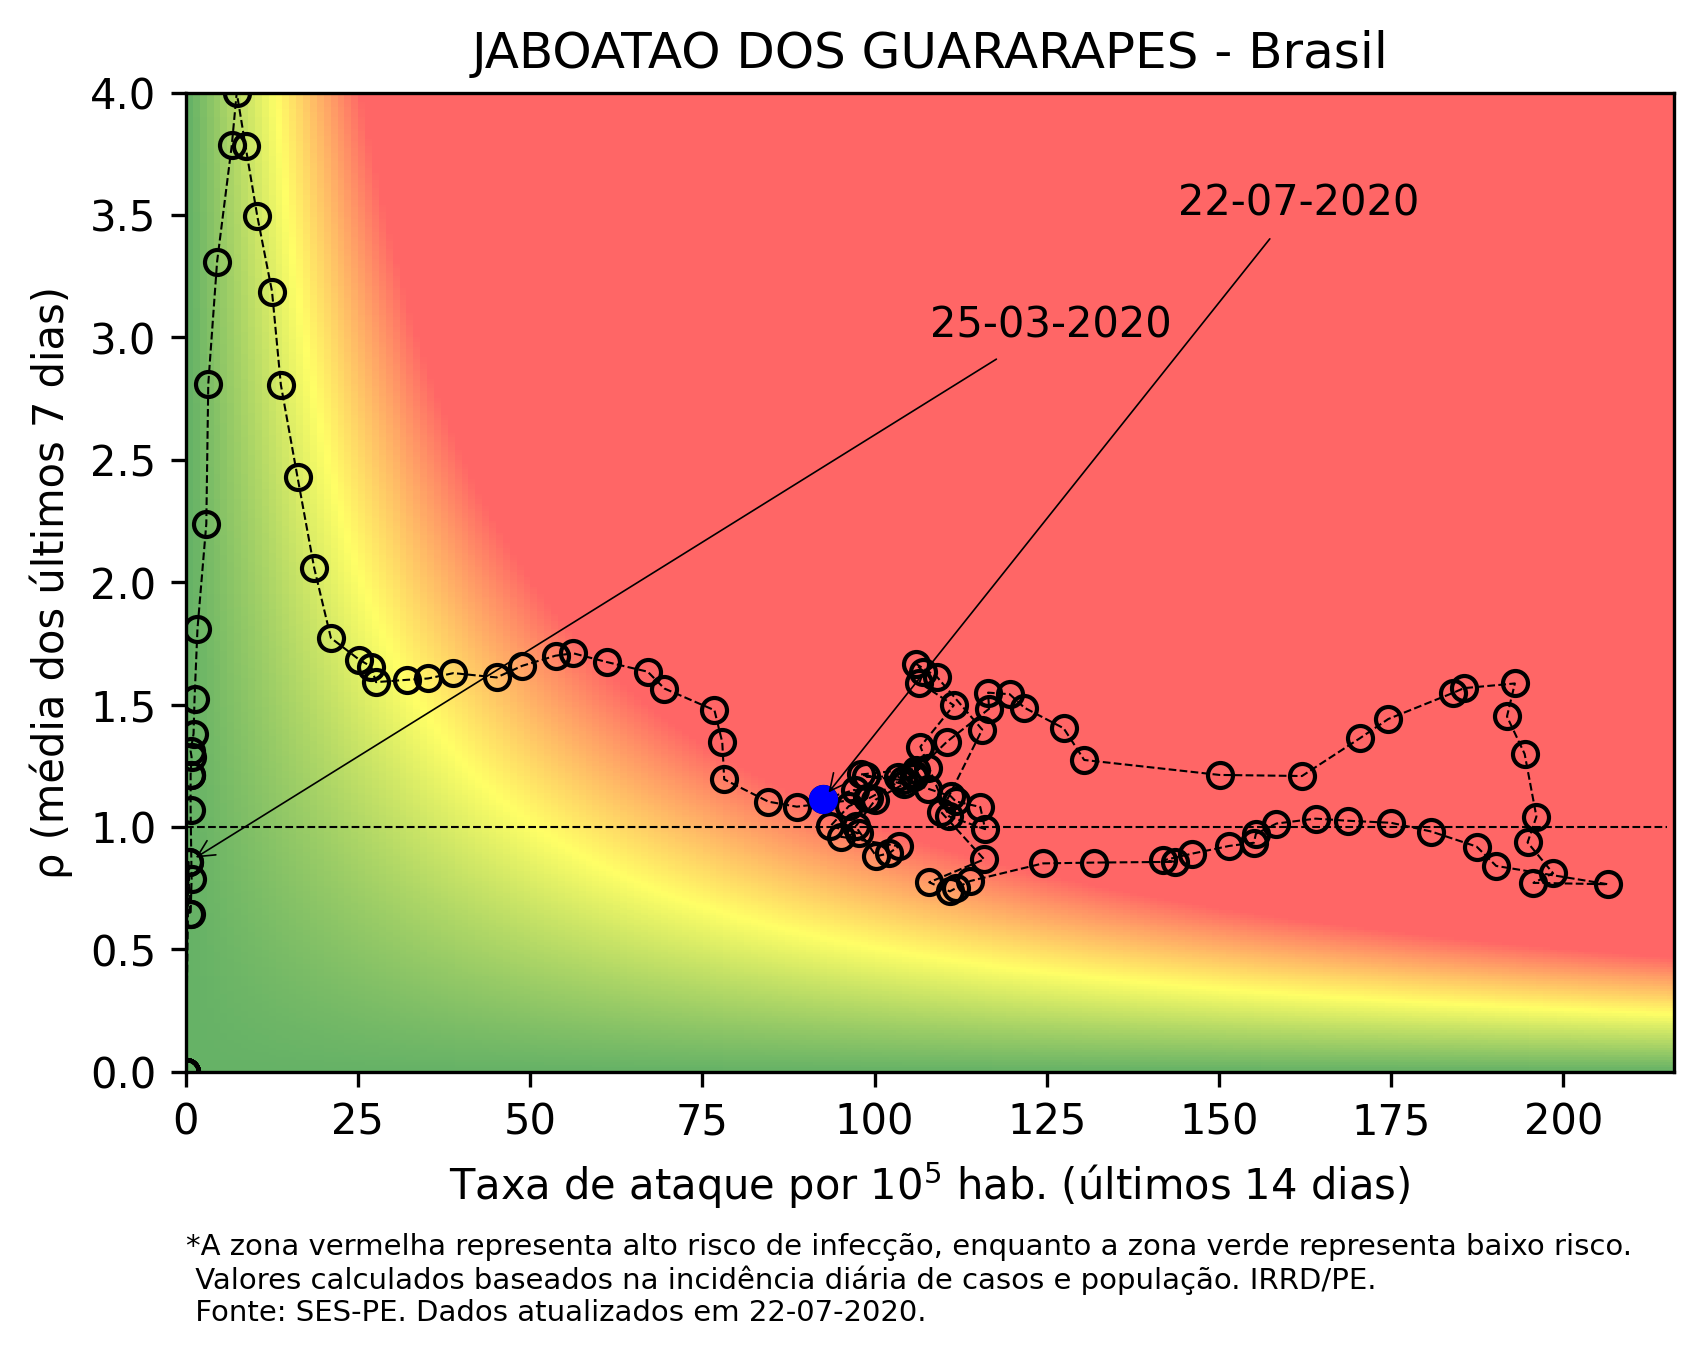 JABOATAO DOS GUARARAPES - Brasil
4.0
3.5
3.0
2.5
2.0
1.5
1.0
0.5
0.0
ρ (média dos últimos 7 dias)
22-07-2020
25-03-2020
0 25 50 75 100 125 150 175 200
Taxa de ataque por 10⁵ hab. (últimos 14 dias)
*A zona vermelha representa alto risco de infecção, enquanto a zona verde representa baixo risco.
Valores calculados baseados na incidência diária de casos e população. IRRD/PE.
Fonte: SES-PE. Dados atualizados em 22-07-2020.